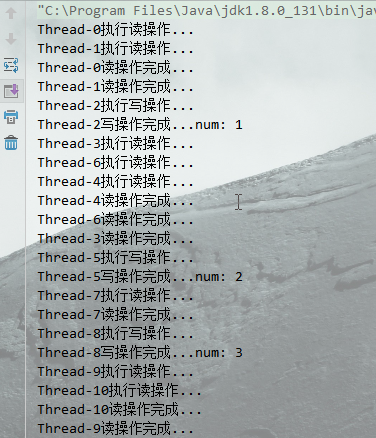 "C:\Program Files\Java\jdk1.8.0_131\bin\jav
Thread-0执行读操作...
Thread-1执行读操作...
Thread-0读操作完成...
Thread-1读操作完成...
Thread-2执行写操作...
Thread-2写操作完成...num: 1
Thread-3执行读操作...
Thread-6执行读操作...
Thread-4执行读操作...
Thread-4读操作完成...
Thread-6读操作完成...
Thread-3读操作完成...
Thread-5执行写操作...
Thread-5写操作完成...num: 2
Thread-7执行读操作...
Thread-7读操作完成...
Thread-8执行写操作...
Thread-8写操作完成...num: 3
Thread-9执行读操作...
Thread-10执行读操作...
Thread-10读操作完成...
Thread-9读操作完成...